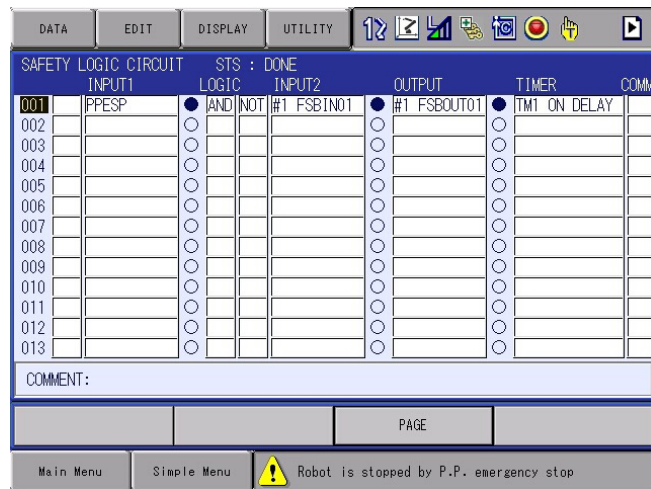 DATA EDIT DISPLAY UTILITY
SAFETY LOGIC CIRCUIT STS : DONE
INPUT1 LOGIC INPUT2 OUTPUT TIMER COMM
001 PPESP AND NOT #1 FSBIN01 #1 FSBOUT01 TM1 ON DELAY
002
003
004
005
006
007
008
009
010
011
012
013
COMMENT:
PAGE
Main Menu Simple Menu Robot is stopped by P.P. emergency stop